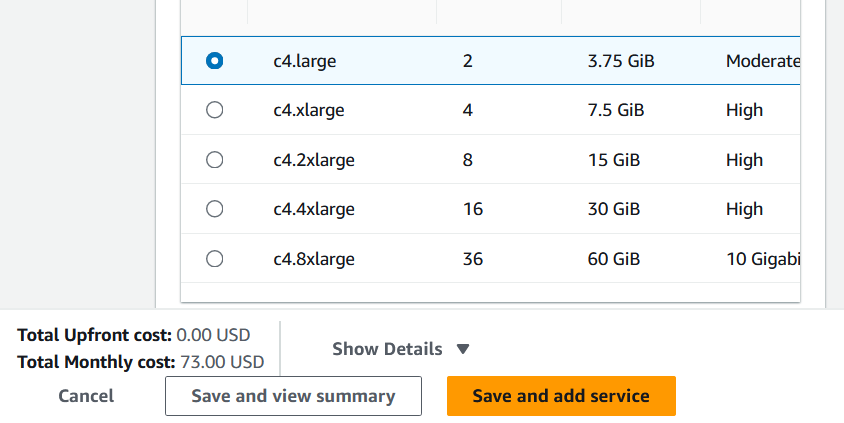 c4.large 2 3.75 GiB Moderate
c4.xlarge 4 7.5 GiB High
c4.2xlarge 8 15 GiB High
c4.4xlarge 16 30 GiB High
c4.8xlarge 36 60 GiB 10 Gigabi
Total Upfront cost: 0.00 USD
Total Monthly cost: 73.00 USD
Show Details
Cancel Save and view summary Save and add service